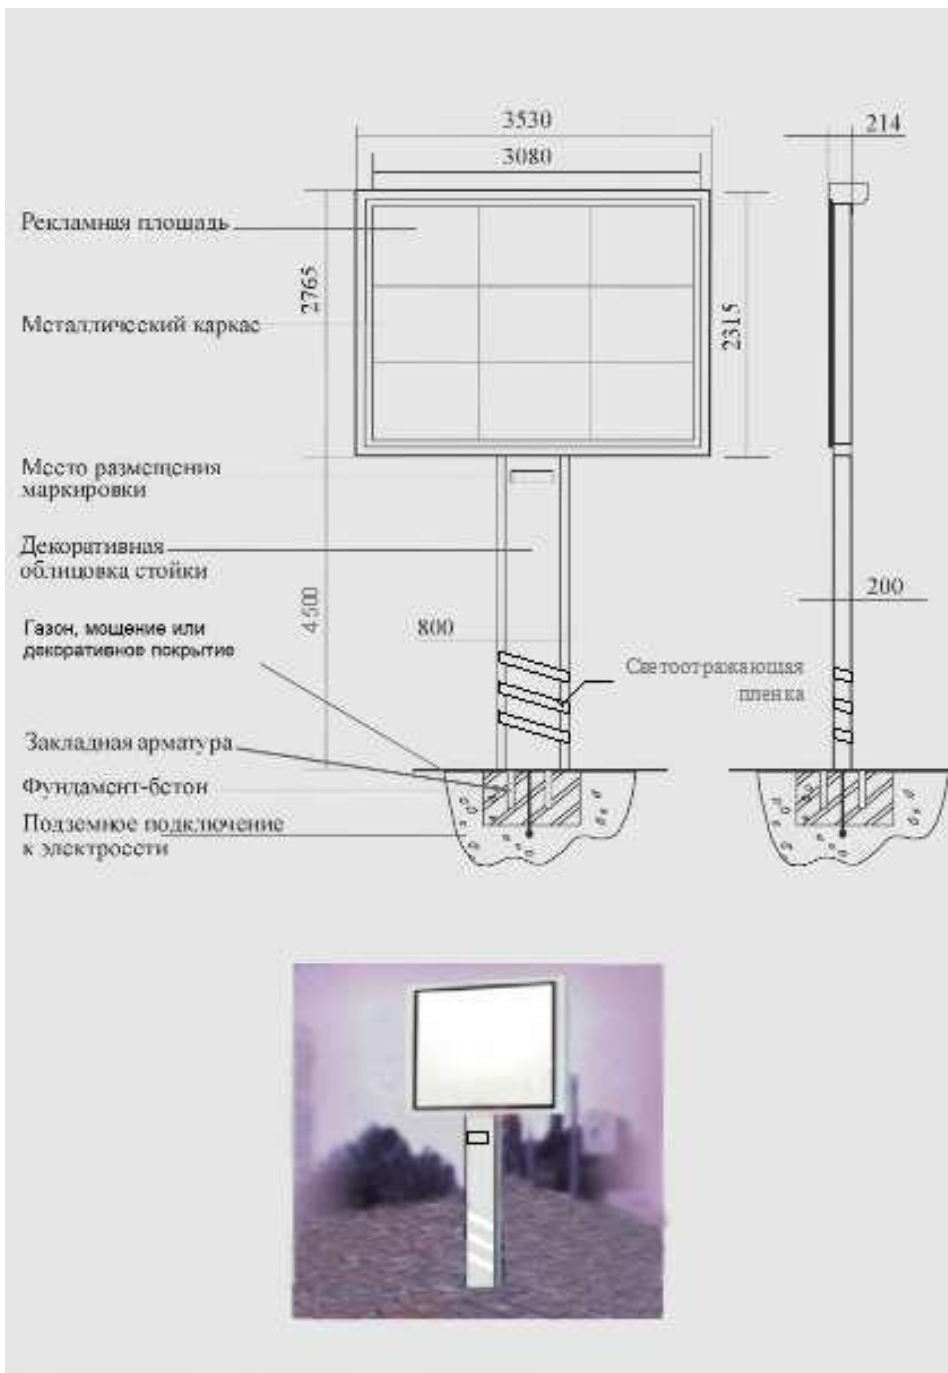 3530
214
3080
Рекламная площадь
2765
Металлический каркас
2315
Место размещения
маркировки
Декоративная
облицовка стойки
200
4500
Газон, мощение или
декоративное покрытие
800
Светоотражающая
пленка
Закладная арматура
Фундамент-бетон
Подземное подключение
к электросети